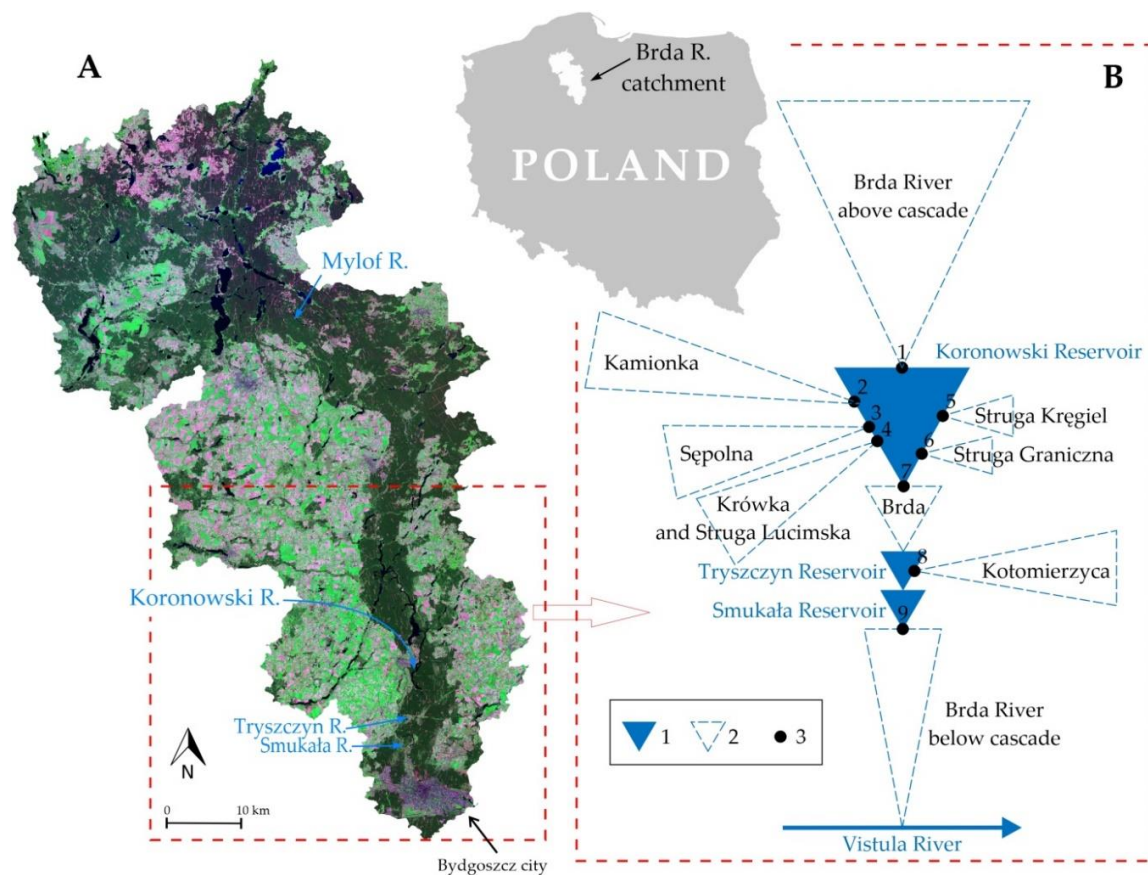 A
Brda R.
catchment
POLAND
B
Mylof R.
Koronowski R.
Tryszczyn R.
Smukała R.
N
0 10 km
Bydgoszcz city
Brda River
above cascade
1
Koronowski Reservoir
Kamionka
2
3
4
5
Struga Kręgiel
Sępolna
6
Struga Graniczna
7
Krówka
and Struga Lucimska
Brda
Tryszczyn Reservoir
8
Kotomierzyca
Smukała Reservoir
9
1 2 3
Brda River
below cascade
Vistula River